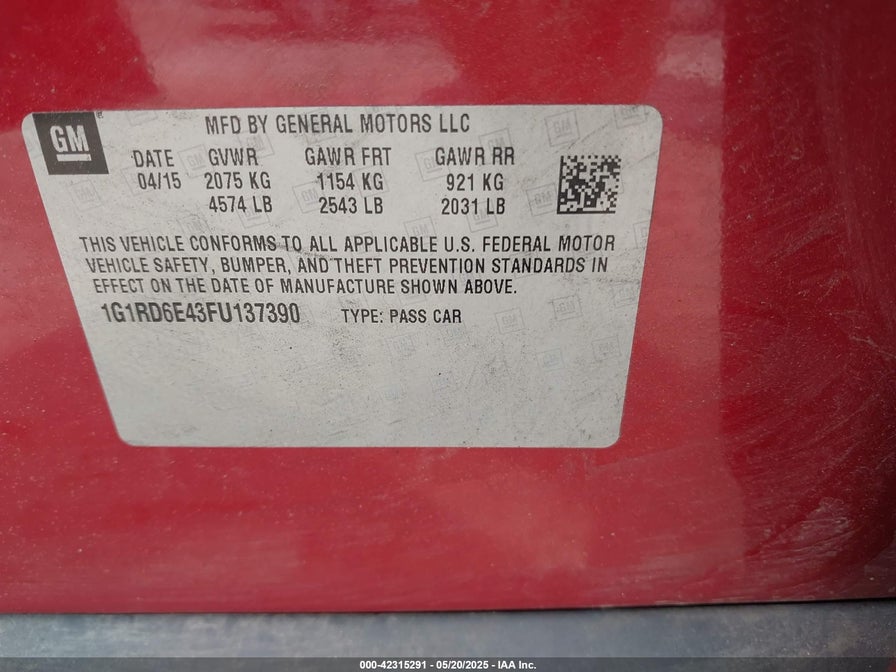 GM
MFD BY GENERAL MOTORS LLC
DATE GVWR GAWR FRT GAWR RR
04/15 2075 KG 1154 KG 921 KG
4574 LB 2543 LB 2031 LB
THIS VEHICLE CONFORMS TO ALL APPLICABLE U.S. FEDERAL MOTOR
VEHICLE SAFETY, BUMPER, AND THEFT PREVENTION STANDARDS IN
EFFECT ON THE DATE OF MANUFACTURE SHOWN ABOVE.
1G1RD6E43FU137390 TYPE: PASS CAR
000-42315291 - 05/20/2025 - IAA Inc.